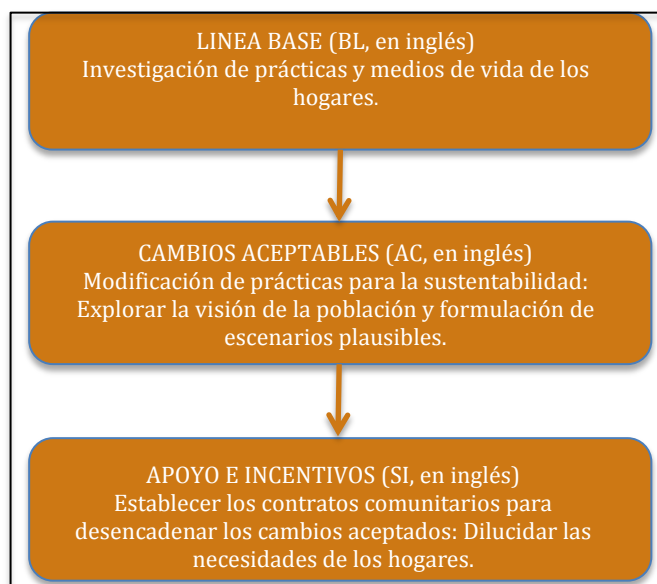 LINEA BASE (BL, en inglés)
Investigación de prácticas y medios de vida de los
hogares.
CAMBIOS ACEPTABLES (AC, en inglés)
Modificación de prácticas para la sustentabilidad:
Explorar la visión de la población y formulación de
escenarios plausibles.
APOYO E INCENTIVOS (SI, en inglés)
Establecer los contratos comunitarios para
desencadenar los cambios aceptados: Dilucidar las
necesidades de los hogares.